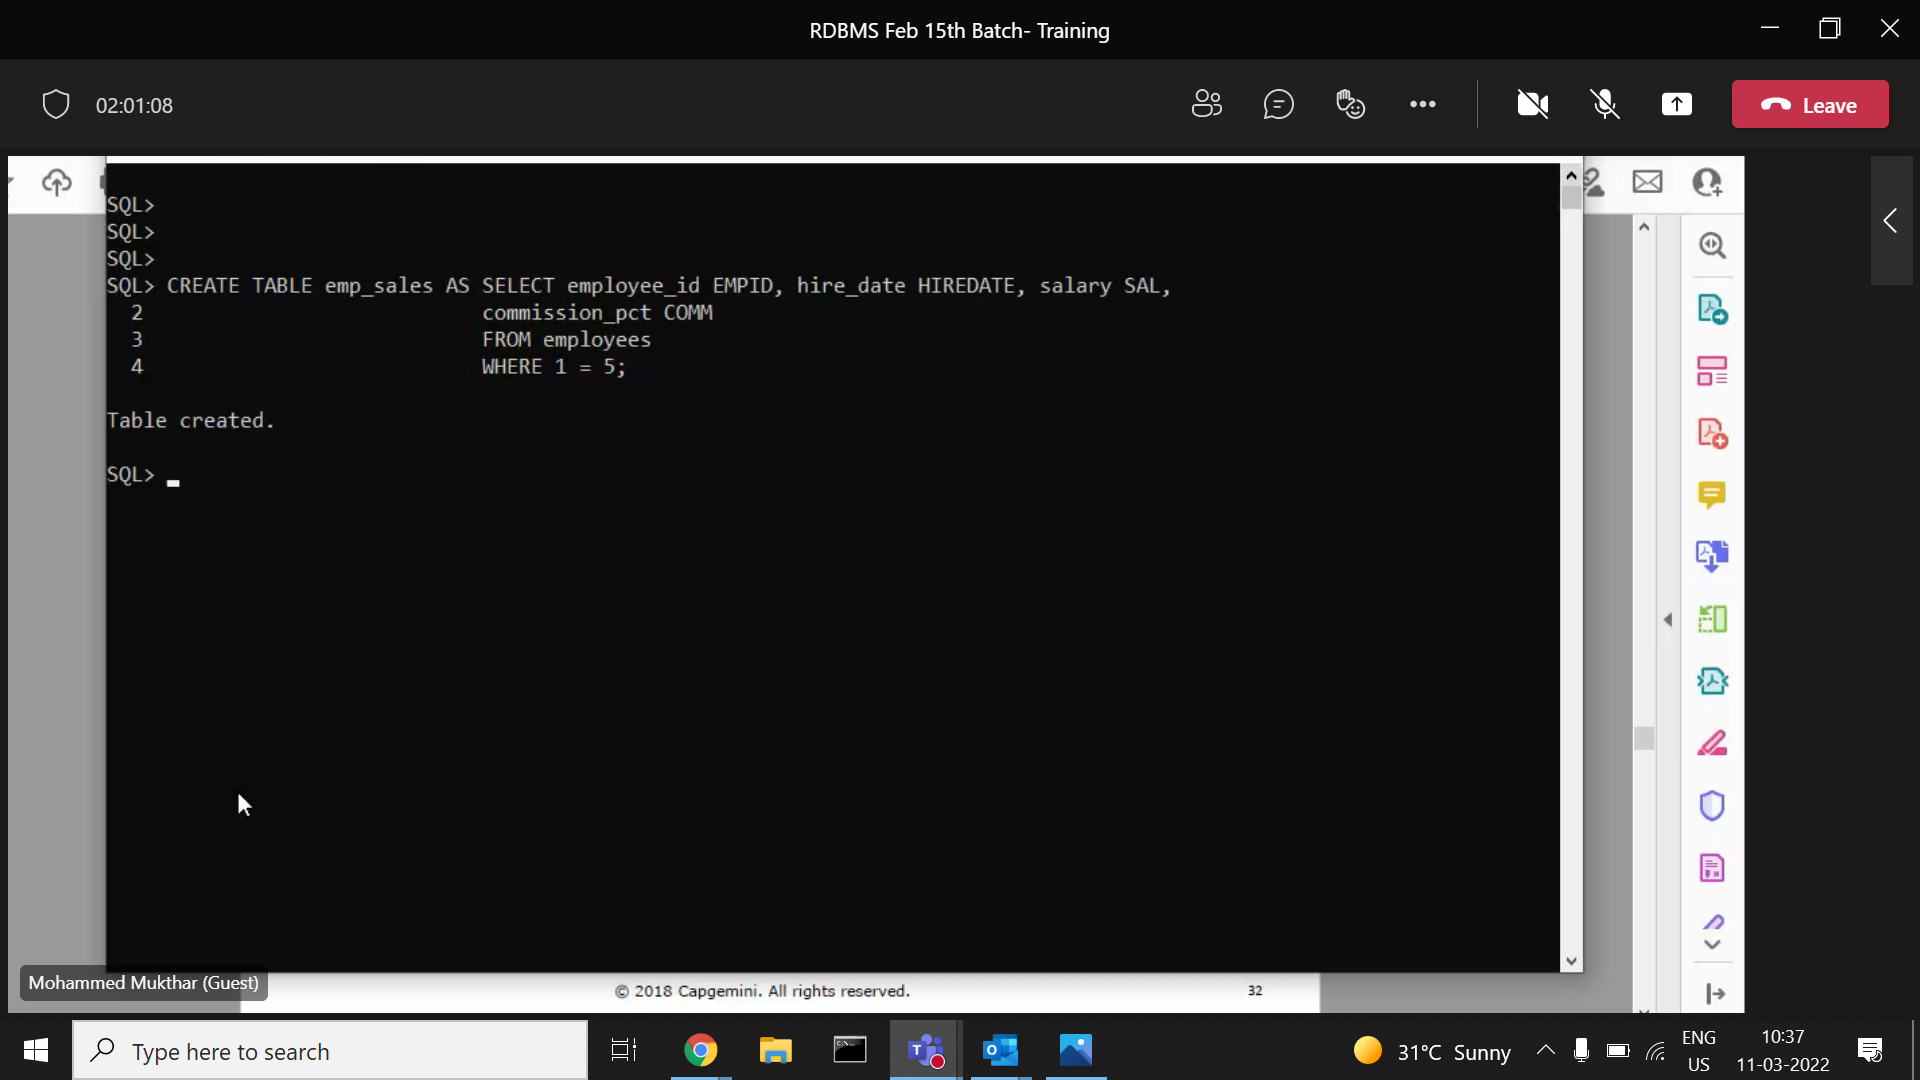 RDBMS Feb 15th Batch- Training
02:01:08
Leave
SQL>
SQL>
SQL>
SQL> CREATE TABLE emp_sales AS SELECT employee_id EMPID, hire_date HIREDATE, salary SAL,
2 commission_pct COMM
3 FROM employees
4 WHERE 1 = 5;
Table created.
SQL>
Mohammed Mukthar (Guest)
© 2018 Capgemini. All rights reserved.
32
Type here to search
31°C Sunny
ENG
US
10:37
11-03-2022